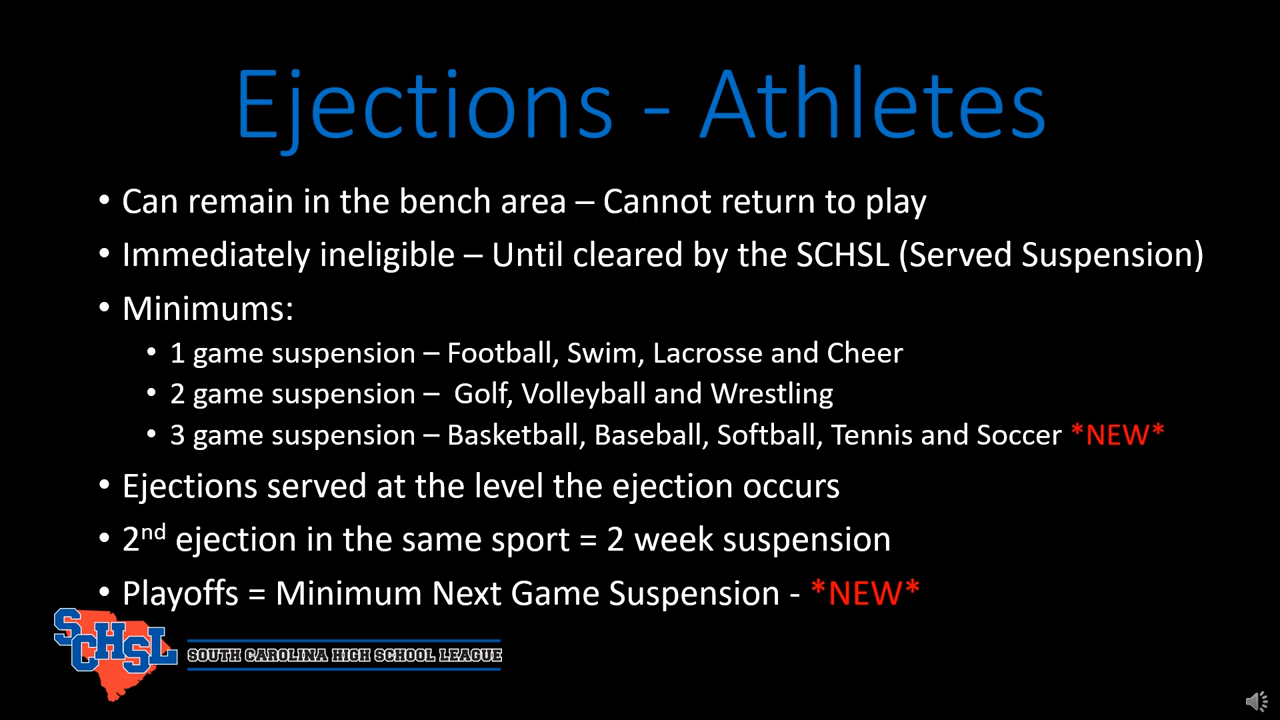 Ejections - Athletes
• Can remain in the bench area – Cannot return to play
• Immediately ineligible – Until cleared by the SCHSL (Served Suspension)
• Minimums:
• 1 game suspension – Football, Swim, Lacrosse and Cheer
• 2 game suspension – Golf, Volleyball and Wrestling
• 3 game suspension – Basketball, Baseball, Softball, Tennis and Soccer *NEW*
• Ejections served at the level the ejection occurs
• 2nd ejection in the same sport = 2 week suspension
• Playoffs = Minimum Next Game Suspension - *NEW*
SCHSL
SOUTH CAROLINA HIGH SCHOOL LEAGUE